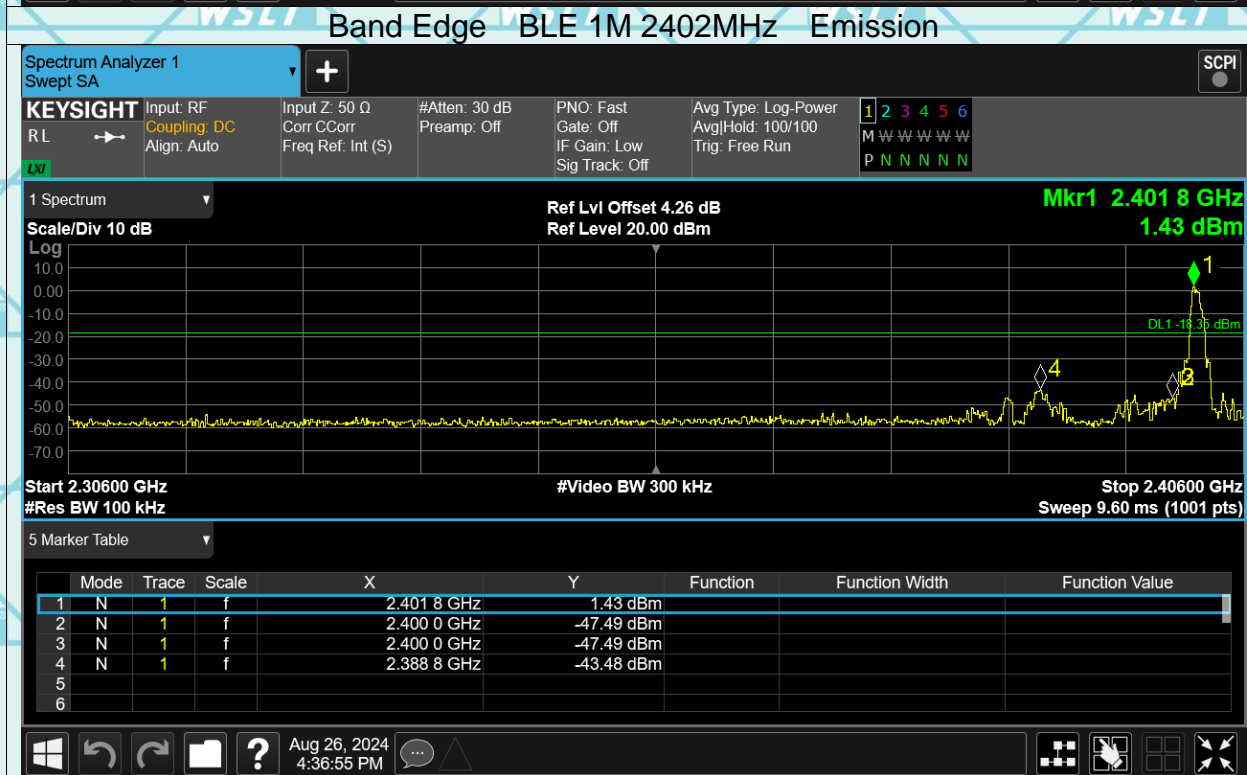 Band Edge BLE 1M 2402MHz Emission
Spectrum Analyzer 1
Swept SA
+
SCPI
KEYSIGHT
RL
LXI
Input: RF
Coupling: DC
Align: Auto
Input Z: 50 Ω
Corr CCorr
Freq Ref: Int (S)
#Atten: 30 dB
Preamp: Off
PNO: Fast
Gate: Off
IF Gain: Low
Sig Track: Off
Avg Type: Log-Power
Avg|Hold: 100/100
Trig: Free Run
1 2 3 4 5 6
M W W W W W
P N N N N N
1 Spectrum
Scale/Div 10 dB
Ref Lvl Offset 4.26 dB
Ref Level 20.00 dBm
Mkr1 2.401 8 GHz
1.43 dBm
Log
10.0
0.00
-10.0
-20.0
-30.0
-40.0
-50.0
-60.0
-70.0
1
DL1 -18.35 dBm
4
Start 2.30600 GHz
#Res BW 100 kHz
#Video BW 300 kHz
Stop 2.40600 GHz
Sweep 9.60 ms (1001 pts)
5 Marker Table
Mode Trace Scale X Y Function Function Width Function Value
1 N 1 f 2.401 8 GHz 1.43 dBm
2 N 1 f 2.400 0 GHz -47.49 dBm
3 N 1 f 2.400 0 GHz -47.49 dBm
4 N 1 f 2.388 8 GHz -43.48 dBm
5
6
?
Aug 26, 2024
4:36:55 PM